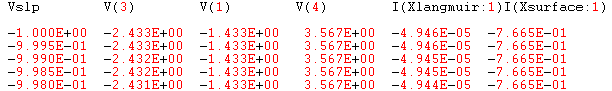 Vslp V(3) V(1) V(4) I(Xlangmuir:1)I(Xsurface:1)
-1.000E+00 -2.433E+00 -1.433E+00 3.567E+00 -4.946E-05 -7.665E-01
-9.995E-01 -2.433E+00 -1.433E+00 3.567E+00 -4.945E-05 -7.665E-01
-9.990E-01 -2.432E+00 -1.433E+00 3.567E+00 -4.945E-05 -7.665E-01
-9.985E-01 -2.432E+00 -1.433E+00 3.567E+00 -4.945E-05 -7.665E-01
-9.980E-01 -2.431E+00 -1.433E+00 3.567E+00 -4.944E-05 -7.665E-01